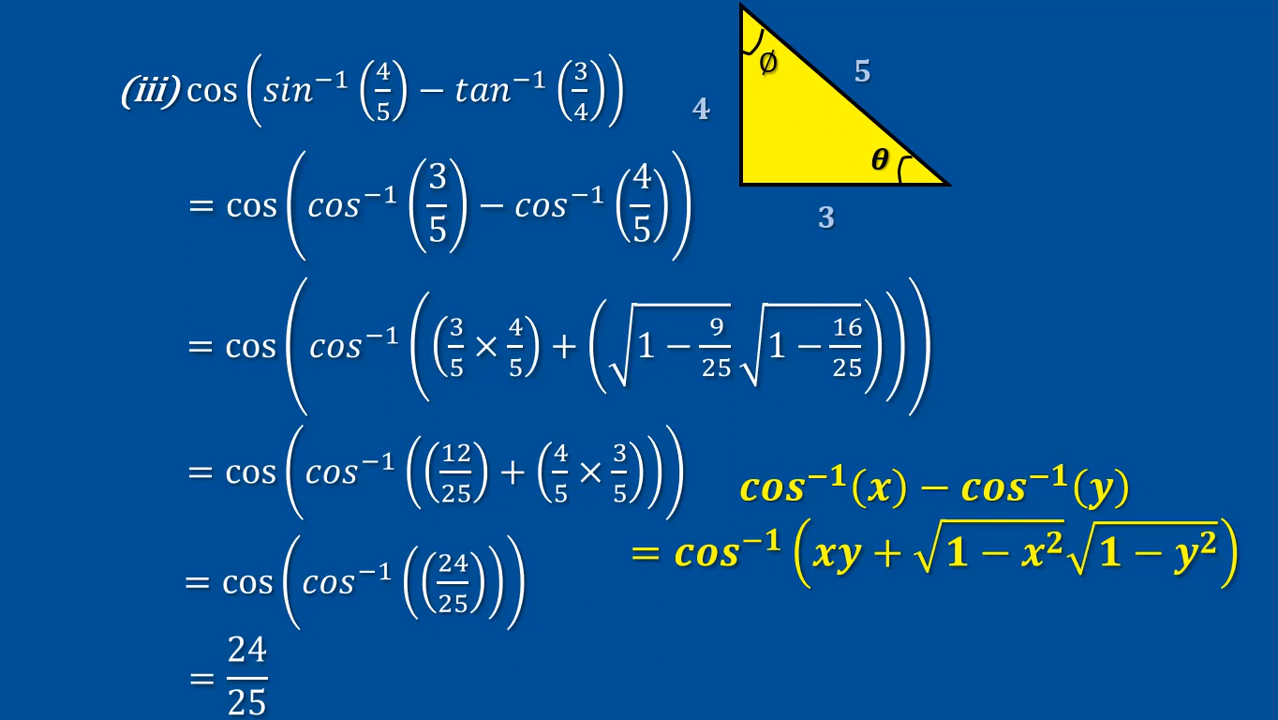 (iii) cos(sin⁻¹(4/5) − tan⁻¹(3/4))
∅
5
4
θ
3
= cos(cos⁻¹(3/5) − cos⁻¹(4/5))
= cos(cos⁻¹((3/5 × 4/5) + (√(1 − 9/25) √(1 − 16/25))))
= cos(cos⁻¹((12/25) + (4/5 × 3/5)))
cos⁻¹(x) − cos⁻¹(y)
= cos⁻¹(xy + √(1 − x²)√(1 − y²))
= cos(cos⁻¹((24/25)))
= 24/25